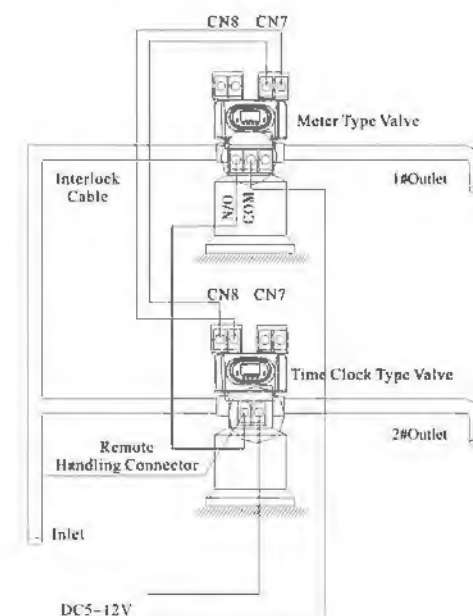 CN8 CN7
Meter Type Valve
Interlock
Cable
1#Outlet
N/O
COM
CN8 CN7
Time Clock Type Valve
2#Outlet
Remote
Handling Connector
Inlet
DC5-12V